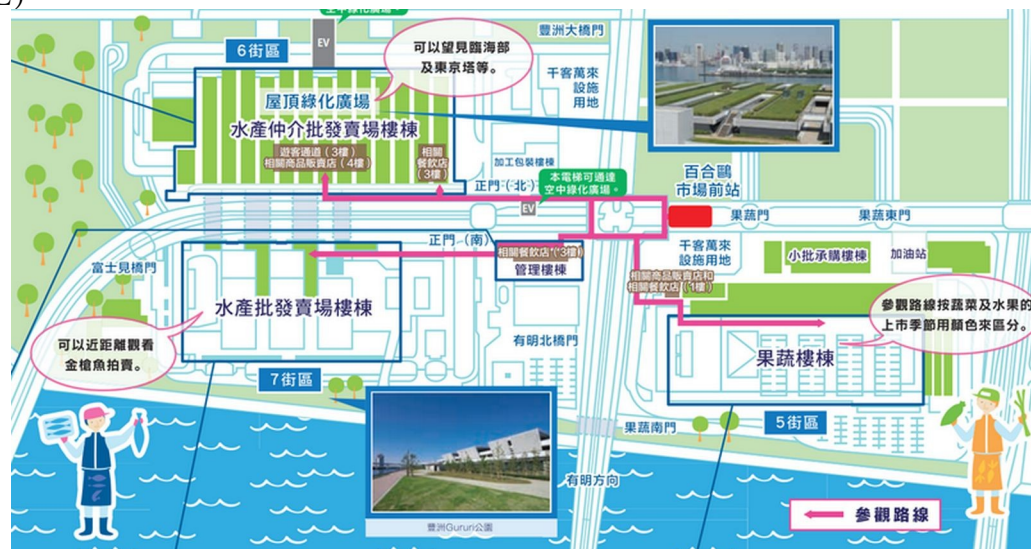 空中綠化廣場。
EV
6街區
可以望見臨海部
及東京塔等。
豐洲大橋門
千客萬來
設施
用地
屋頂綠化廣場
水產仲介批發賣場樓棟
遊客通道（3樓）
相關商品販賣店（4樓）
相關
餐飲店
（3樓）
加工包裝樓棟
正門（北）
本電梯可通達
空中綠化廣場。
EV
百合鷗
市場前站
果蔬門
果蔬東門
正門（南）
富士見橋門
相關餐飲店（3樓）
管理樓棟
千客萬來
設施用地
小批承購樓棟
加油站
相關商品販賣店和
相關餐飲店（1樓）
水產批發賣場樓棟
可以近距離觀看
金槍魚拍賣。
參觀路線按蔬菜及水果的
上市季節用顏色來區分。
有明北橋門
果蔬樓棟
7街區
5街區
果蔬南門
有明方向
豐洲Gururi公園
參觀路線